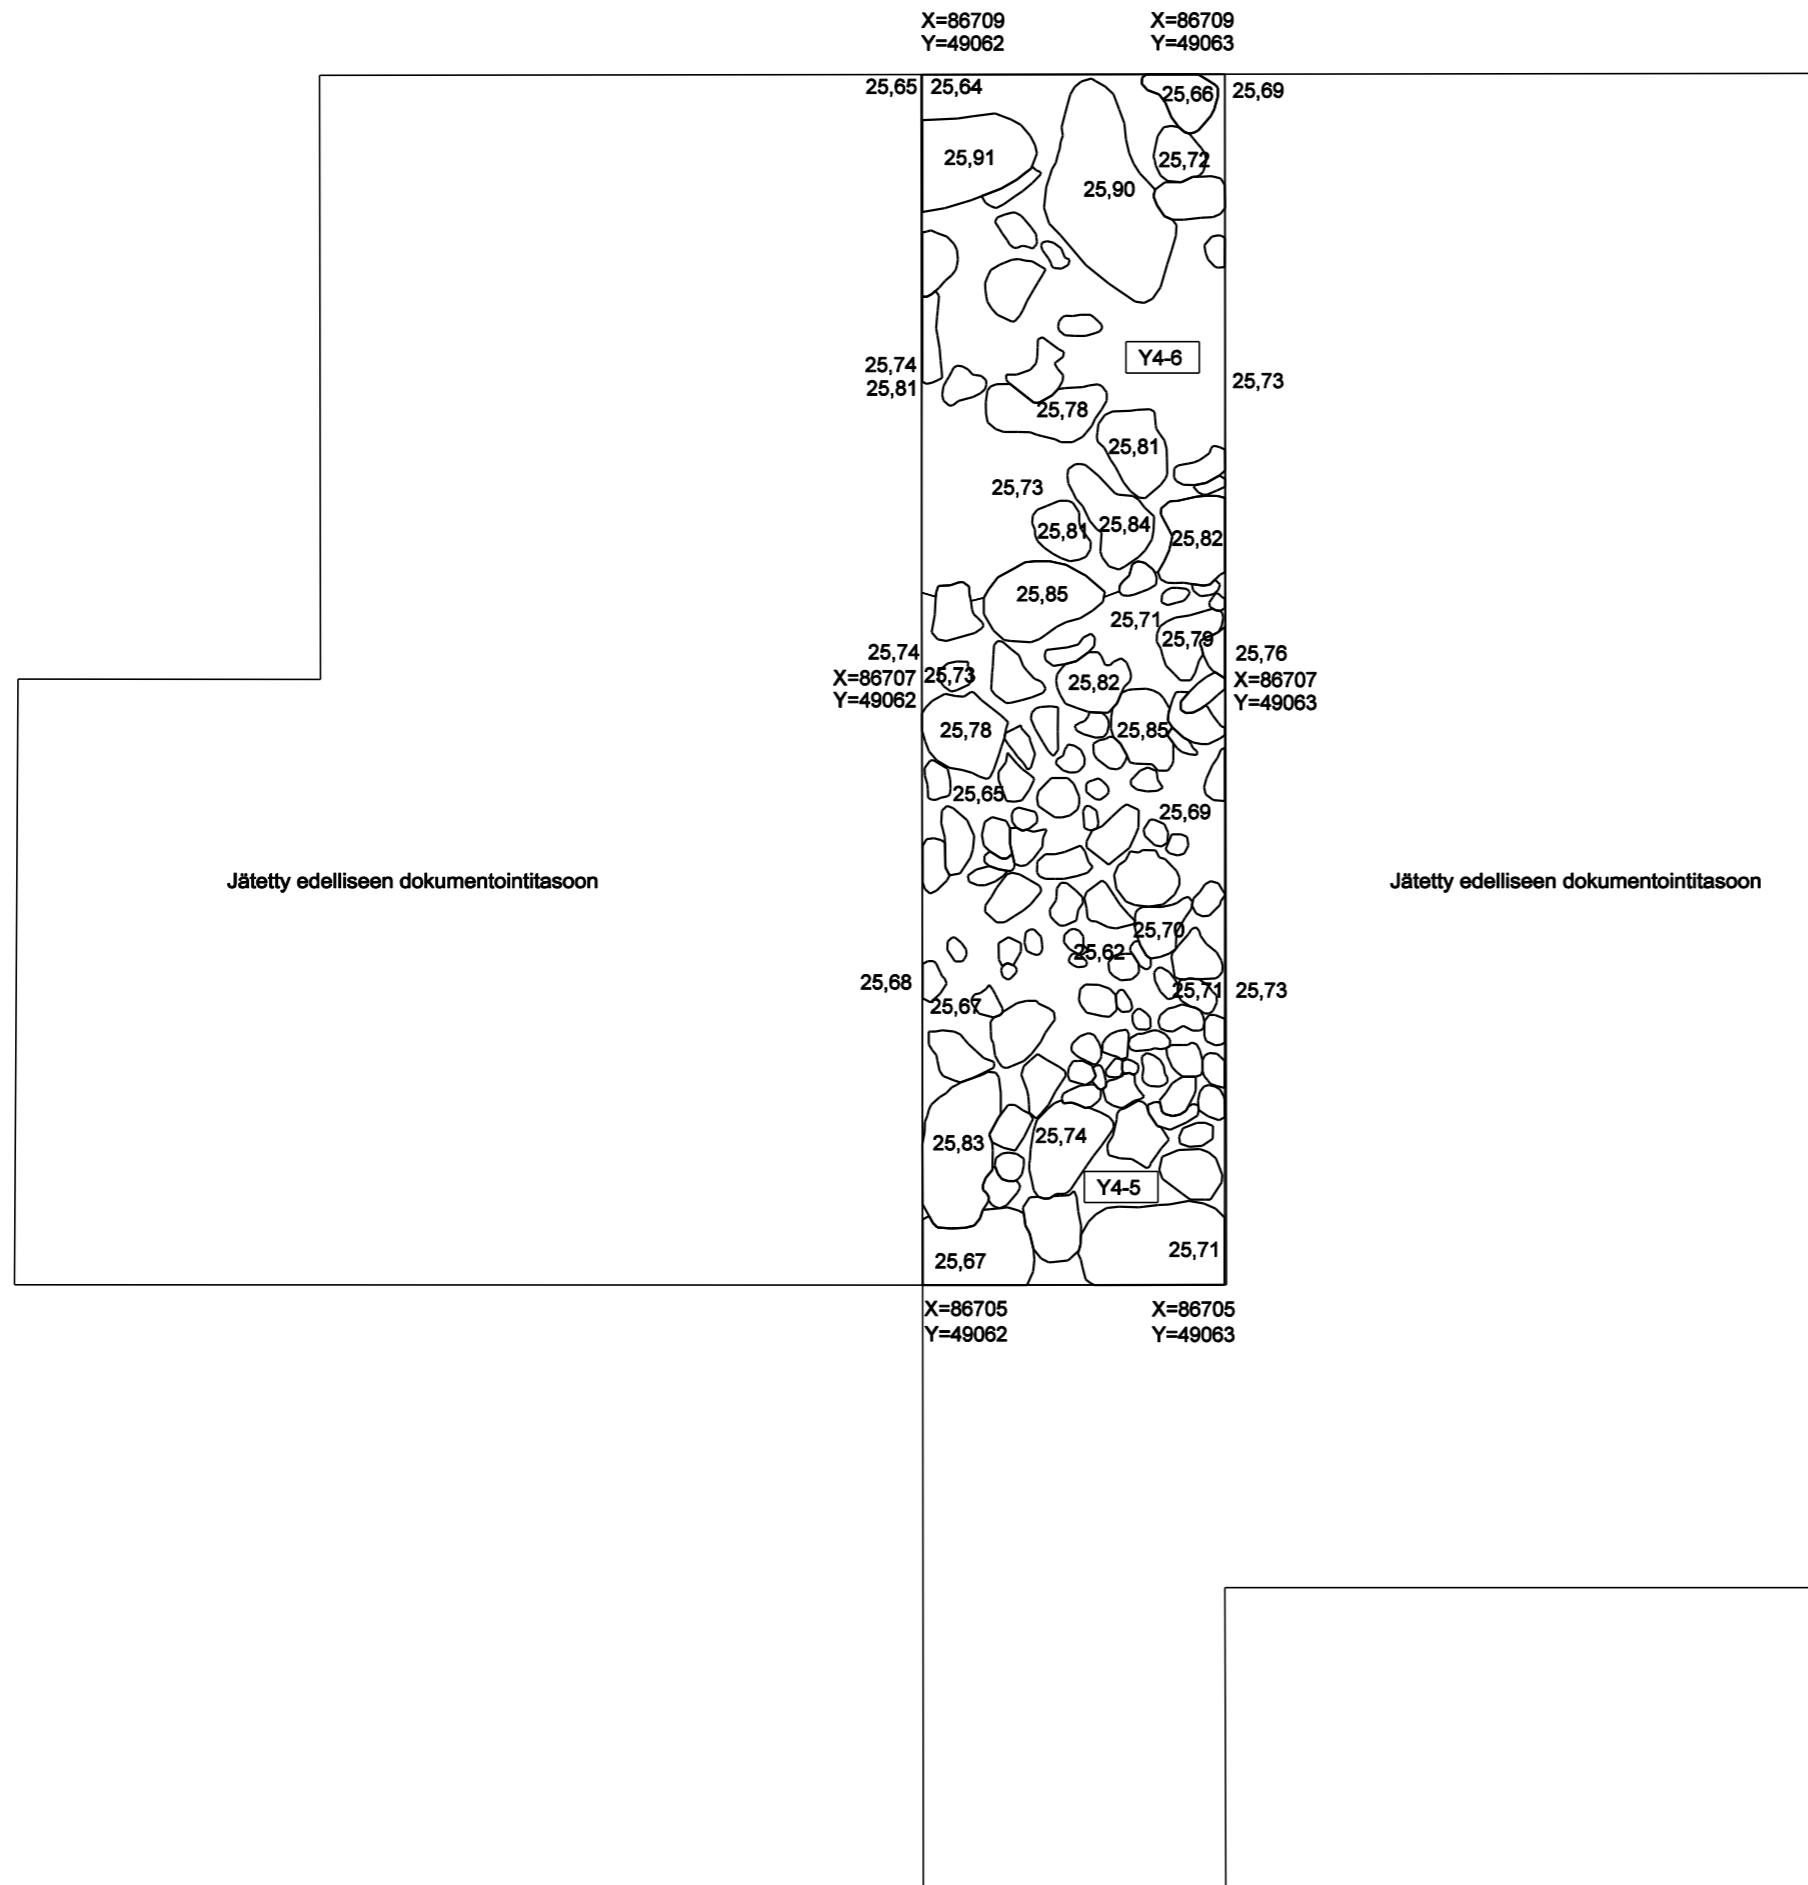 X=86709 X=86709
Y=49062 Y=49063
25,65 25,64 25,66 25,69
25,91 25,72
25,90
Y4-6
25,74
25,81 25,73
25,78
25,81
25,73
25,81 25,84 25,82
25,85
25,71
25,79
25,74 25,76
X=86707 25,73 25,82 X=86707
Y=49062 Y=49063
25,78 25,85
25,65
25,69
Jätetty edelliseen dokumentointitasoon Jätetty edelliseen dokumentointitasoon
25,70
25,62
25,68 25,71 25,73
25,67
25,83 25,74
Y4-5
25,67 25,71
X=86705 X=86705
Y=49062 Y=49063